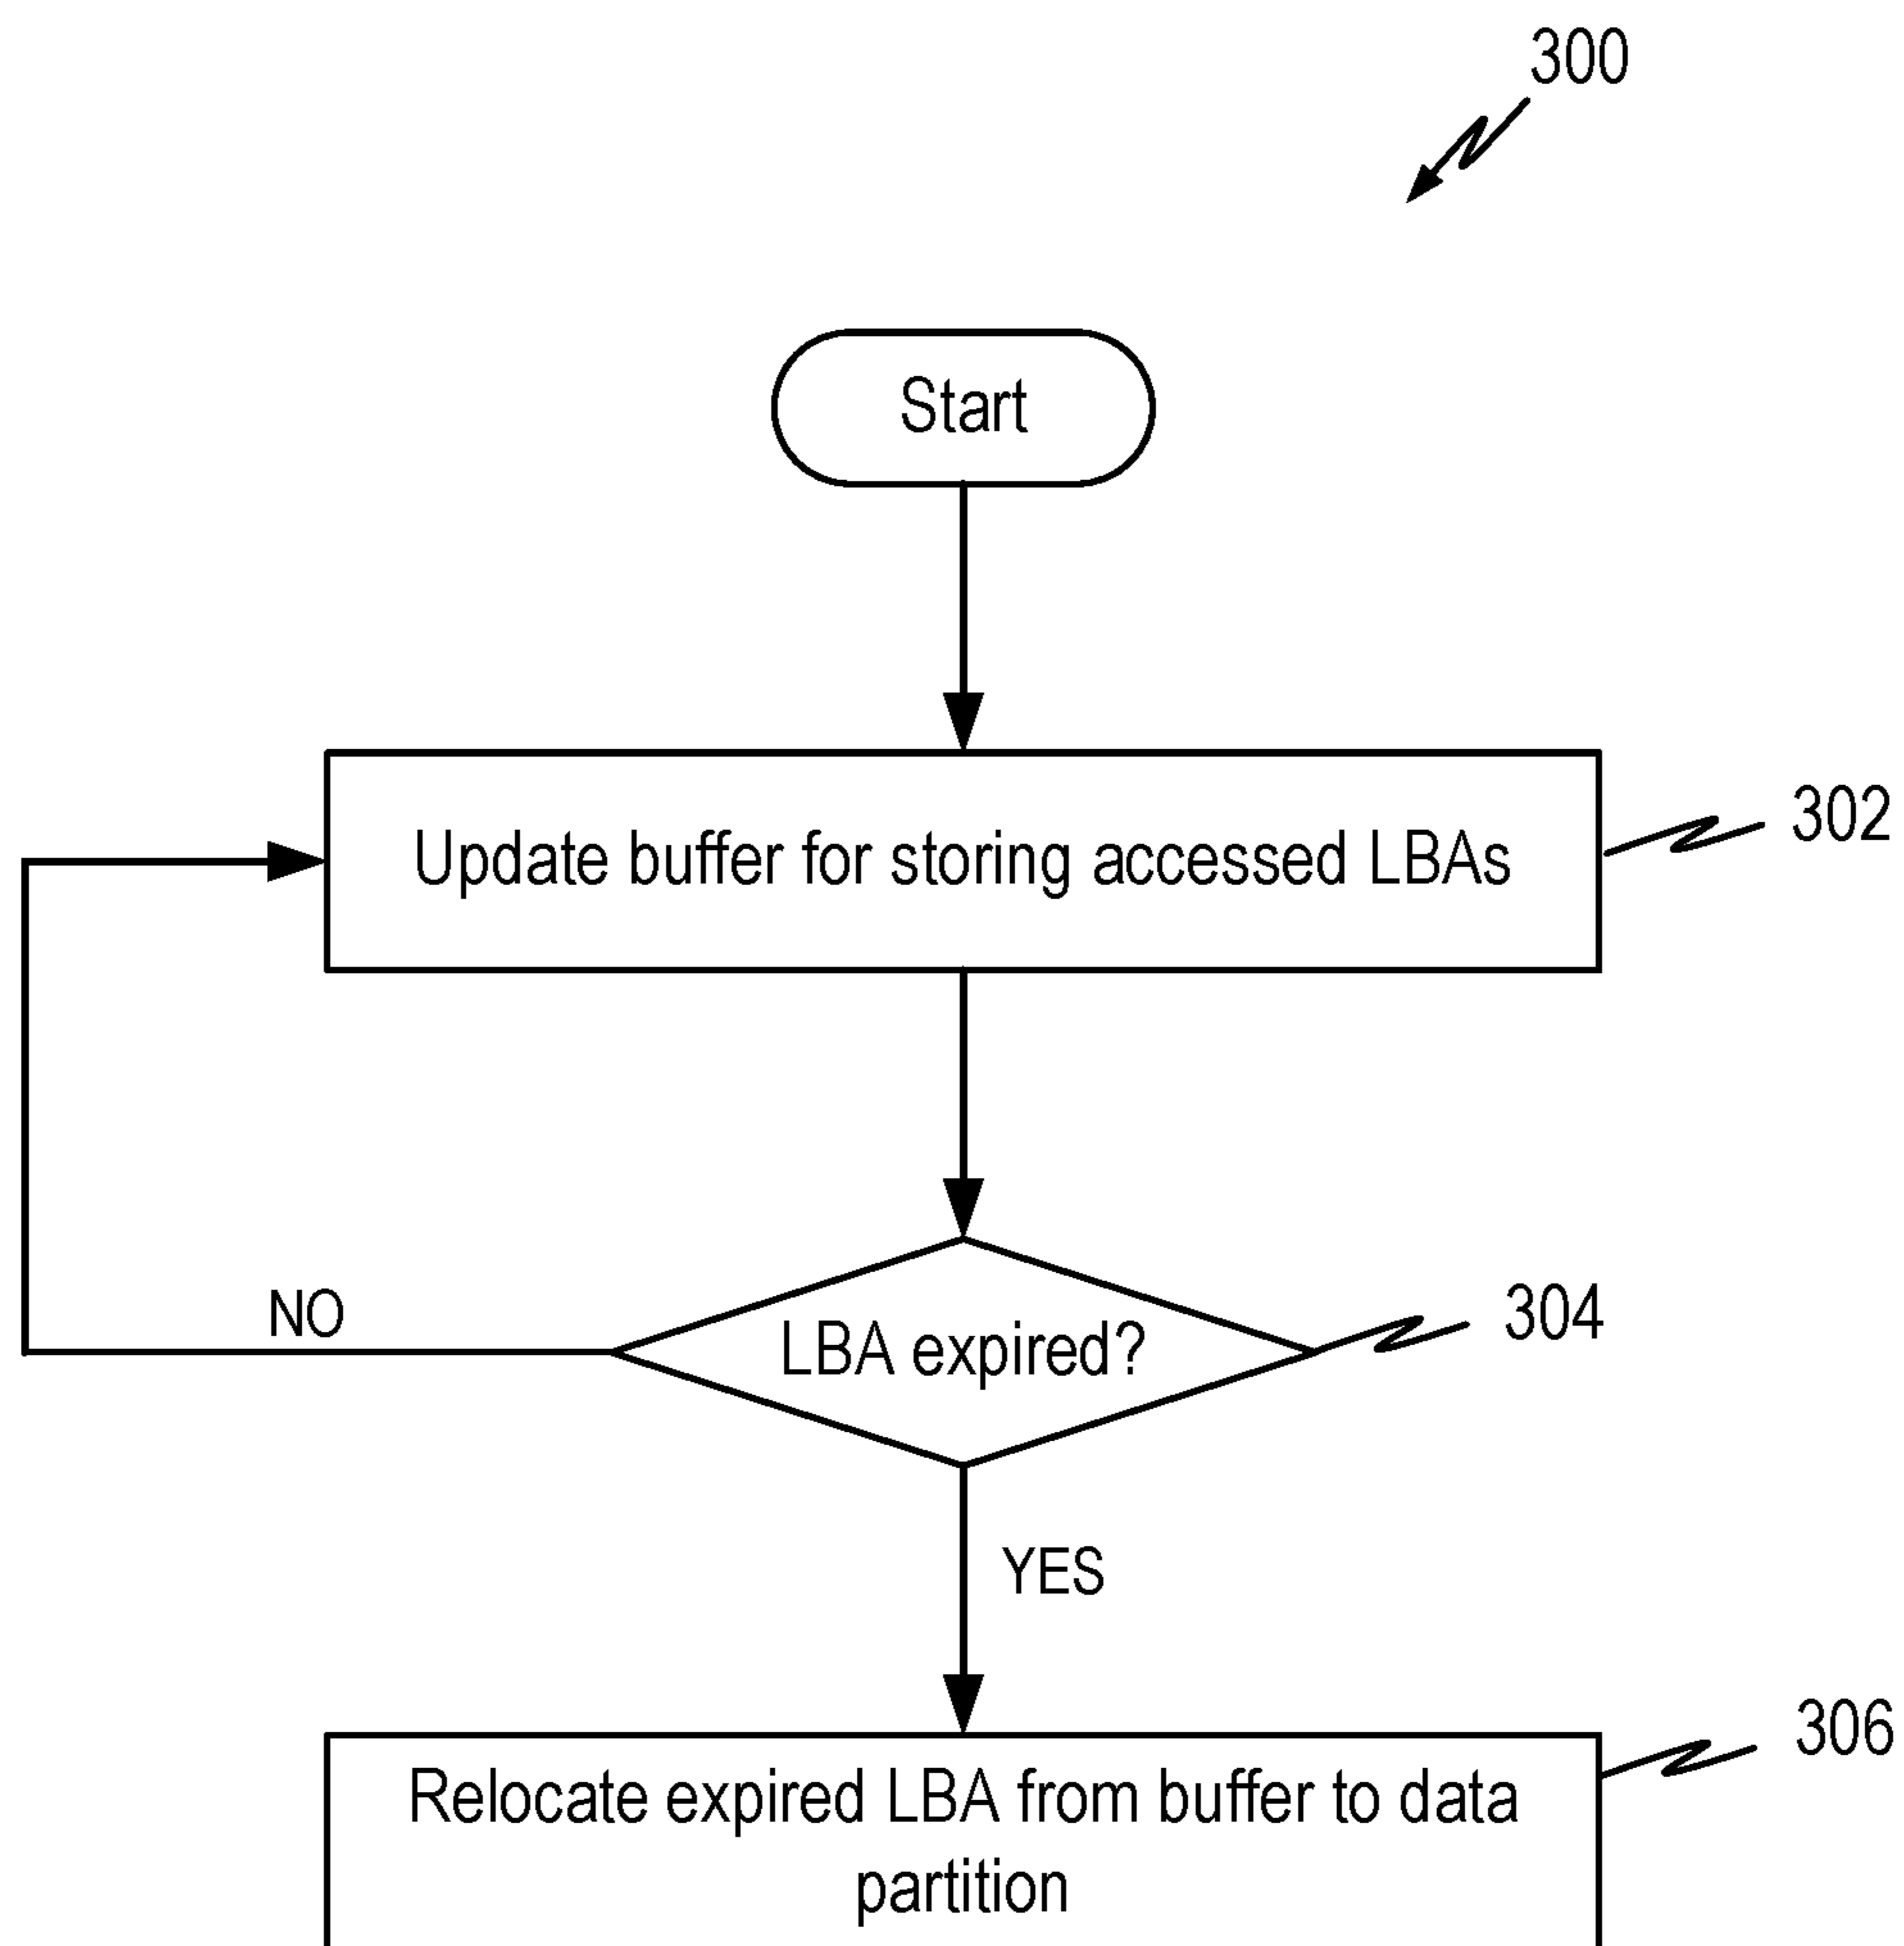 300
Start
Update buffer for storing accessed LBAs
302
NO
LBA expired?
304
YES
306
Relocate expired LBA from buffer to data
partition